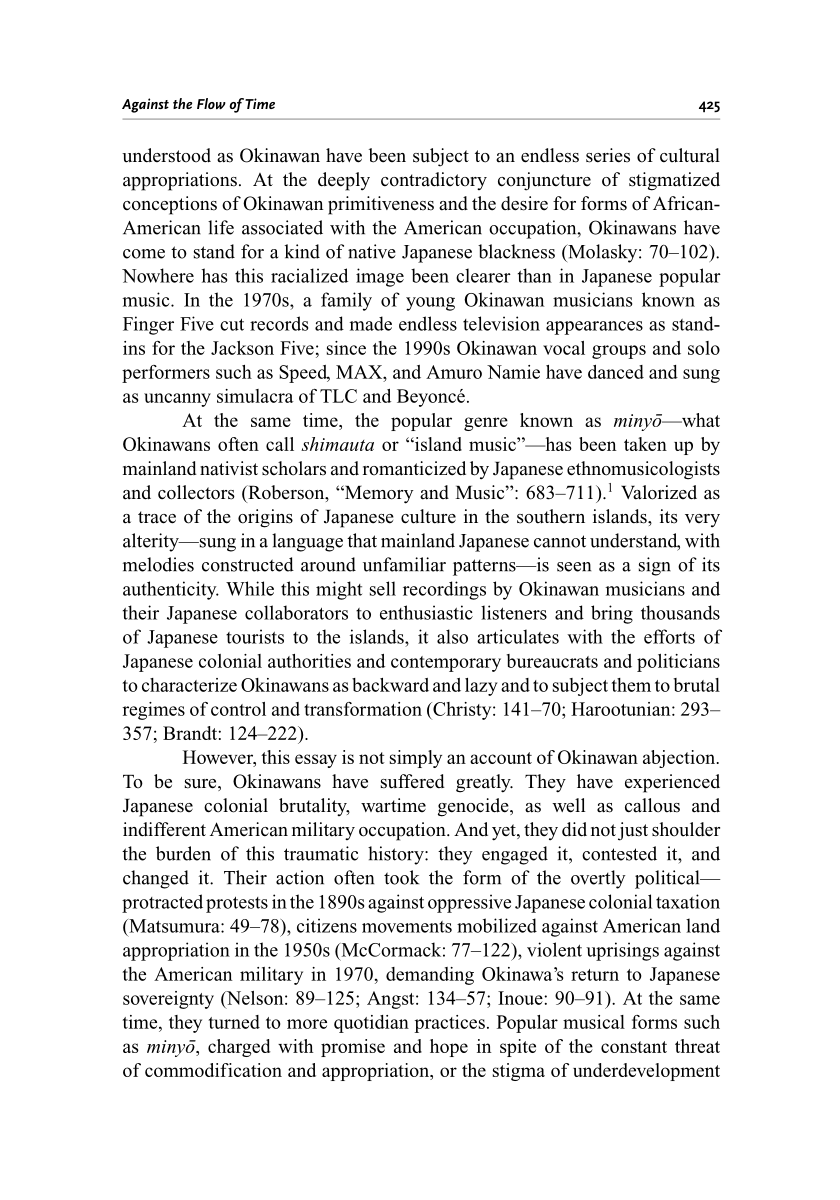 Against the Flow of Time 425
understood as Okinawan have been subject to an endless series of cultural
appropriations. At the deeply contradictory conjuncture of stigmatized
conceptions of Okinawan primitiveness and the desire for forms of African-
American life associated with the American occupation, Okinawans have
come to stand for a kind of native Japanese blackness (Molasky: 70–102).
Nowhere has this racialized image been clearer than in Japanese popular
music. In the 1970s, a family of young Okinawan musicians known as
Finger Five cut records and made endless television appearances as stand-
ins for the Jackson Five; since the 1990s Okinawan vocal groups and solo
performers such as Speed, MAX, and Amuro Namie have danced and sung
as uncanny simulacra of TLC and Beyoncé.
At the same time, the popular genre known as minyō—what
Okinawans often call shimauta or “island music”—has been taken up by
mainland nativist scholars and romanticized by Japanese ethnomusicologists
and collectors (Roberson, “Memory and Music”: 683–711).¹ Valorized as
a trace of the origins of Japanese culture in the southern islands, its very
alterity—sung in a language that mainland Japanese cannot understand, with
melodies constructed around unfamiliar patterns—is seen as a sign of its
authenticity. While this might sell recordings by Okinawan musicians and
their Japanese collaborators to enthusiastic listeners and bring thousands
of Japanese tourists to the islands, it also articulates with the efforts of
Japanese colonial authorities and contemporary bureaucrats and politicians
to characterize Okinawans as backward and lazy and to subject them to brutal
regimes of control and transformation (Christy: 141–70; Harootunian: 293–
357; Brandt: 124–222).
However, this essay is not simply an account of Okinawan abjection.
To be sure, Okinawans have suffered greatly. They have experienced
Japanese colonial brutality, wartime genocide, as well as callous and
indifferent American military occupation. And yet, they did not just shoulder
the burden of this traumatic history: they engaged it, contested it, and
changed it. Their action often took the form of the overtly political—
protracted protests in the 1890s against oppressive Japanese colonial taxation
(Matsumura: 49–78), citizens movements mobilized against American land
appropriation in the 1950s (McCormack: 77–122), violent uprisings against
the American military in 1970, demanding Okinawa’s return to Japanese
sovereignty (Nelson: 89–125; Angst: 134–57; Inoue: 90–91). At the same
time, they turned to more quotidian practices. Popular musical forms such
as minyō, charged with promise and hope in spite of the constant threat
of commodification and appropriation, or the stigma of underdevelopment